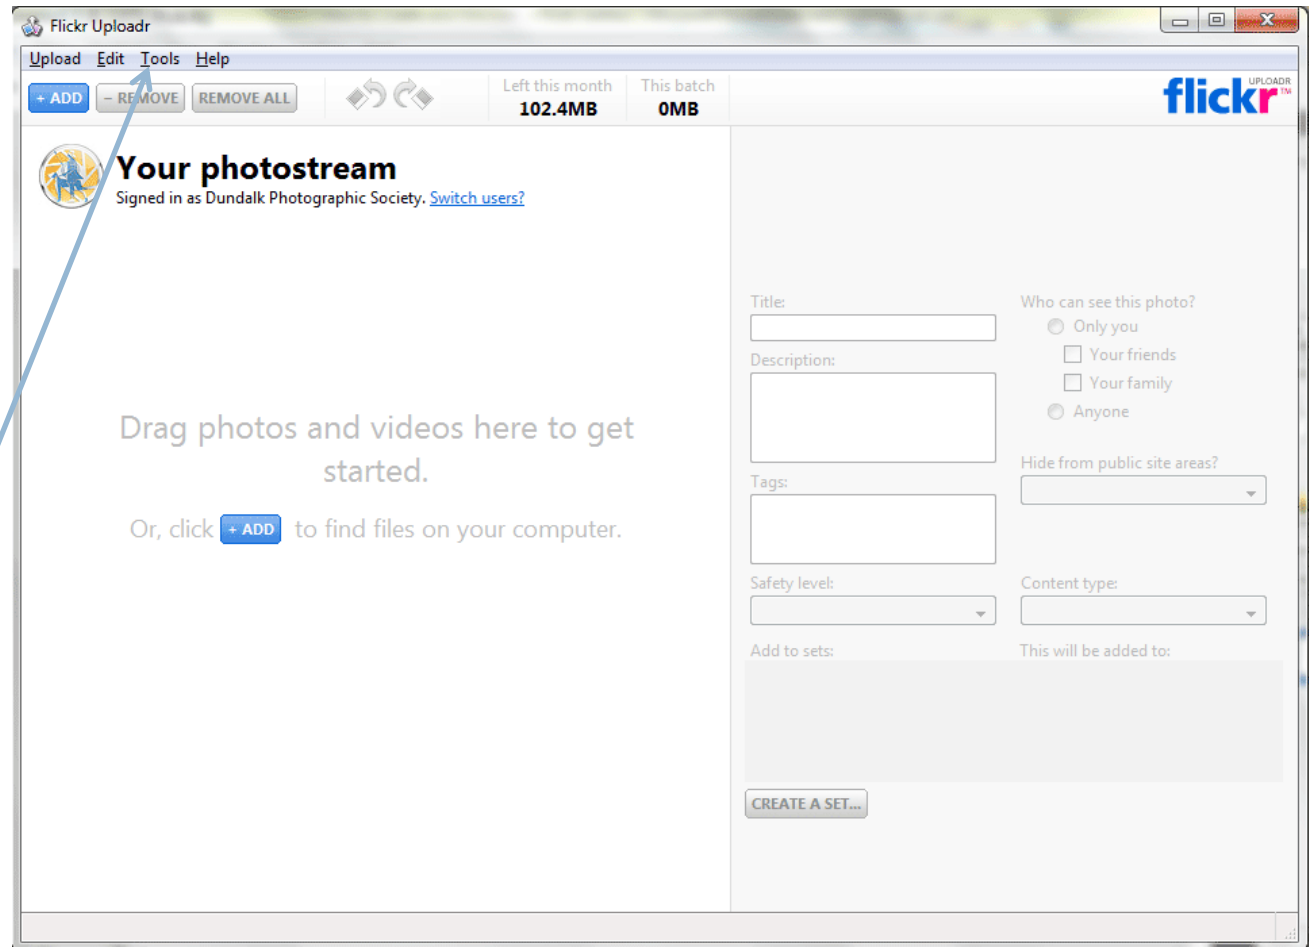 Flickr Uploadr
Upload Edit Tools Help
+ ADD - REMOVE REMOVE ALL
Left this month This batch
102.4MB 0MB
flickr UPLOADR TM
Your photostream
Signed in as Dundalk Photographic Society. Switch users?
Drag photos and videos here to get
started.
Or, click + ADD to find files on your computer.
Title:
Description:
Tags:
Safety level:
Add to sets:
CREATE A SET...
Who can see this photo?
Only you
Your friends
Your family
Anyone
Hide from public site areas?
Content type:
This will be added to: